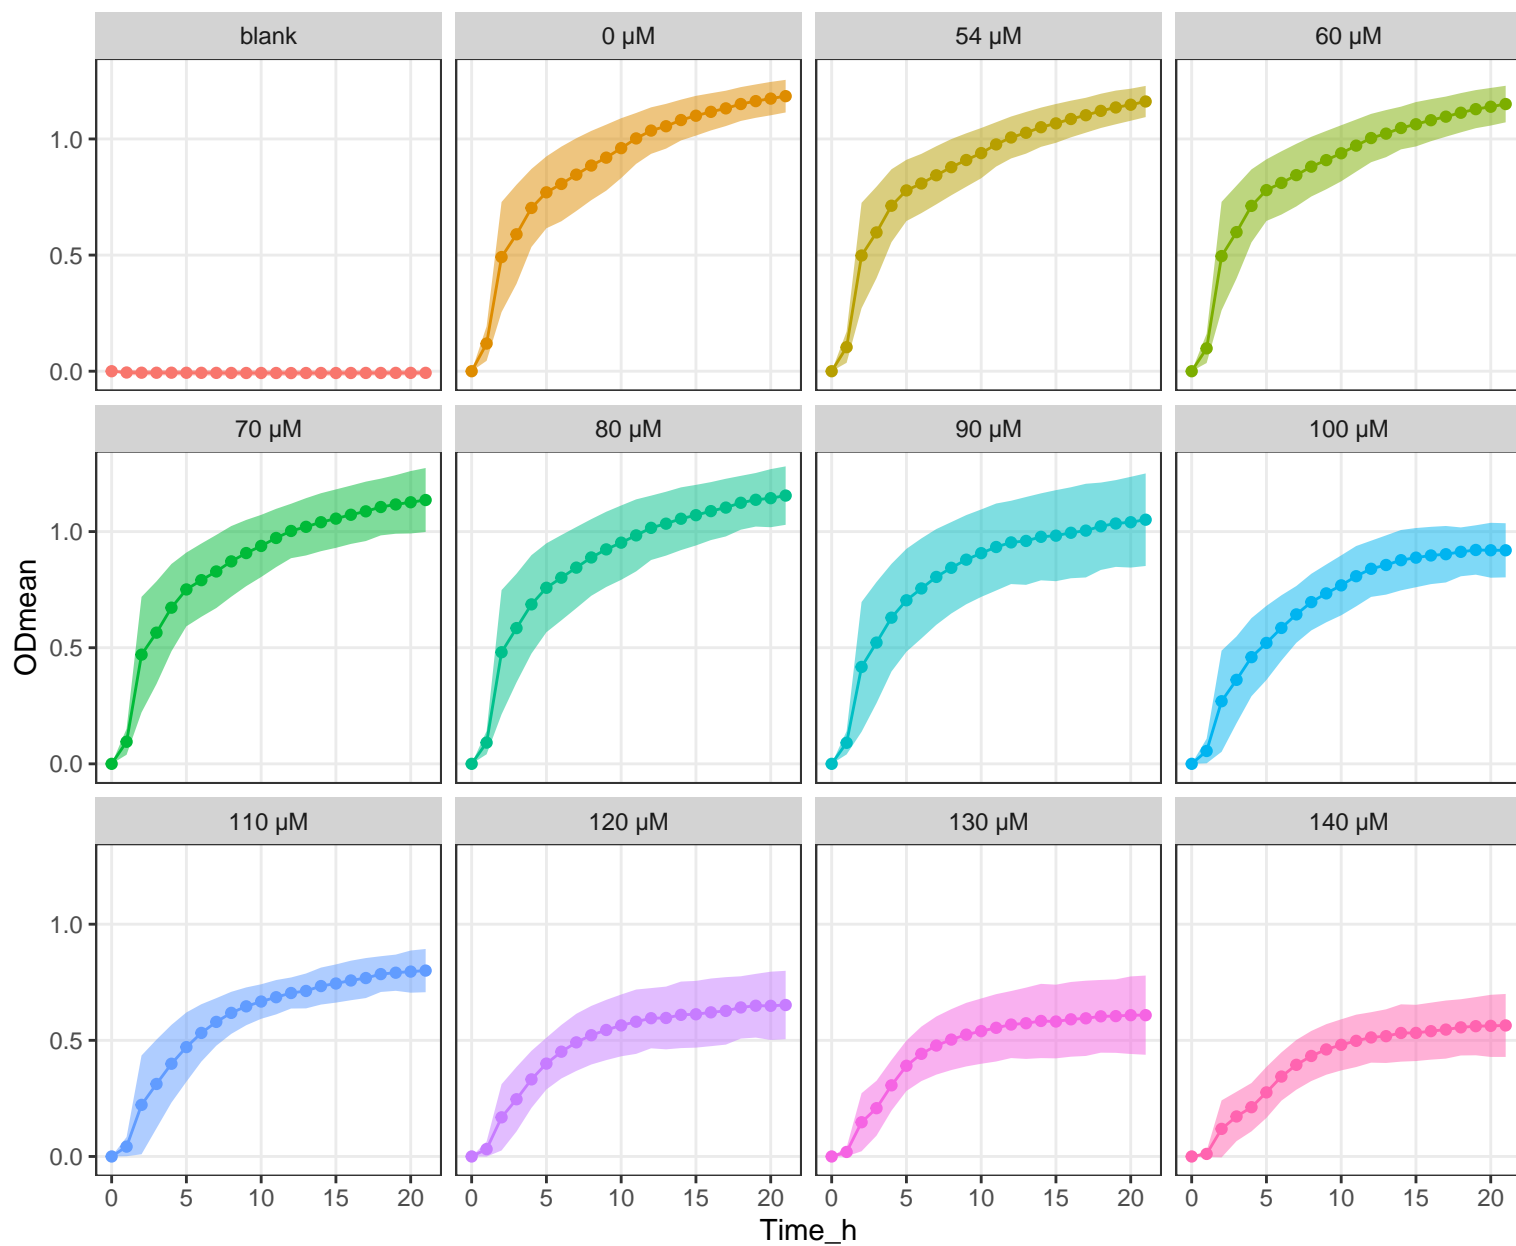 blank
0 µM
54 µM
60 µM
1.0
0.5
0.0
70 µM
80 µM
90 µM
100 µM
1.0
0.5
0.0
ODmean
110 µM
120 µM
130 µM
140 µM
1.0
0.5
0.0
0 5 10 15 20 0 5 10 15 20 0 5 10 15 20 0 5 10 15 20
Time_h